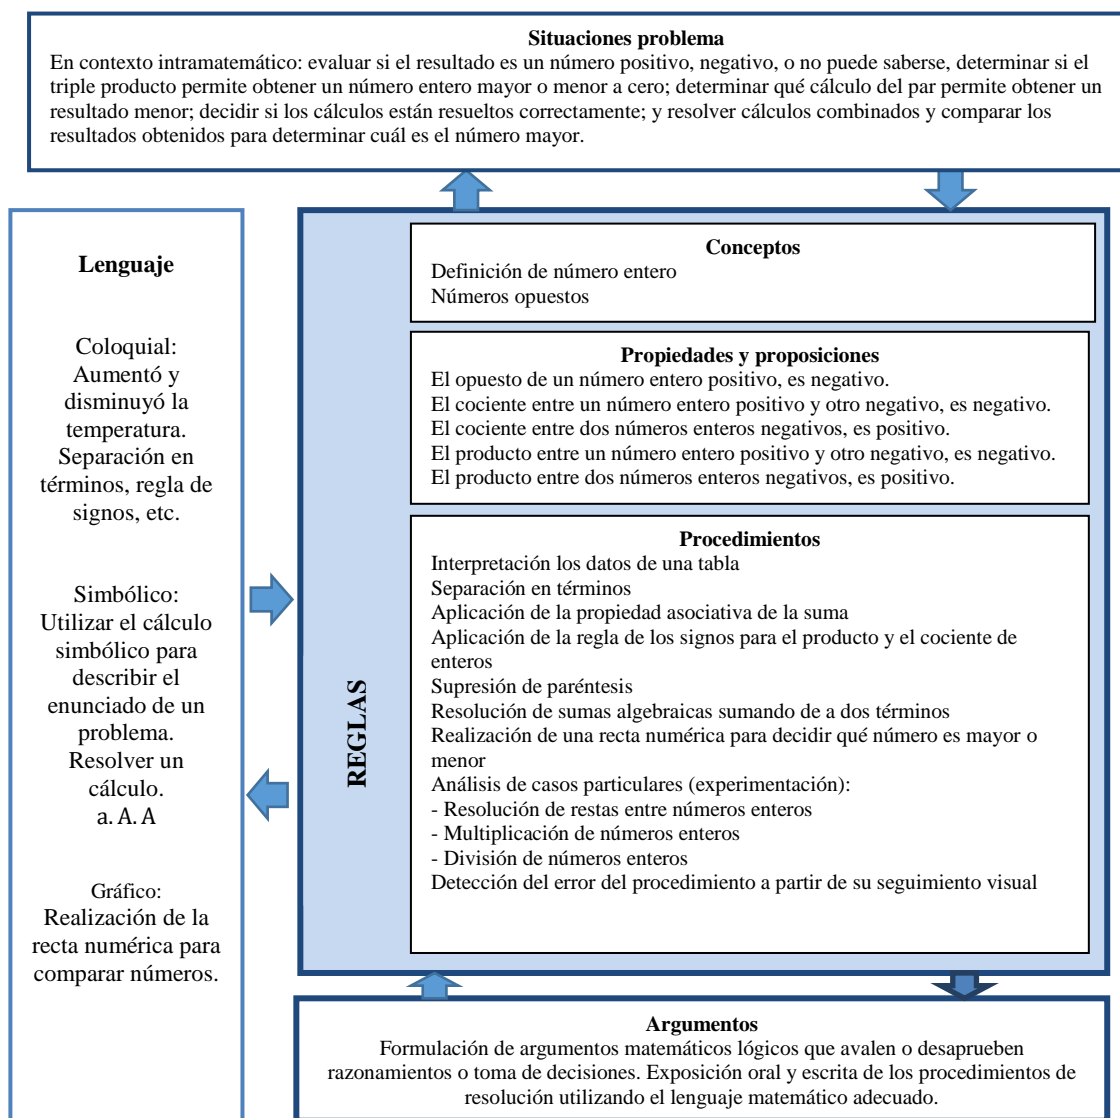 Situaciones problema
En contexto intramatemático: evaluar si el resultado es un número positivo, negativo, o no puede saberse, determinar si el
triple producto permite obtener un número entero mayor o menor a cero; determinar qué cálculo del par permite obtener un
resultado menor; decidir si los cálculos están resueltos correctamente; y resolver cálculos combinados y comparar los
resultados obtenidos para determinar cuál es el número mayor.
Lenguaje
Coloquial:
Aumentó y
disminuyó la
temperatura.
Separación en
términos, regla de
signos, etc.
Simbólico:
Utilizar el cálculo
simbólico para
describir el
enunciado de un
problema.
Resolver un
cálculo.
a. A. A
Gráfico:
Realización de la
recta numérica para
comparar números.
REGLAS
Conceptos
Definición de número entero
Números opuestos
Propiedades y proposiciones
El opuesto de un número entero positivo, es negativo.
El cociente entre un número entero positivo y otro negativo, es negativo.
El cociente entre dos números enteros negativos, es positivo.
El producto entre un número entero positivo y otro negativo, es negativo.
El producto entre dos números enteros negativos, es positivo.
Procedimientos
Interpretación los datos de una tabla
Separación en términos
Aplicación de la propiedad asociativa de la suma
Aplicación de la regla de los signos para el producto y el cociente de
enteros
Supresión de paréntesis
Resolución de sumas algebraicas sumando de a dos términos
Realización de una recta numérica para decidir qué número es mayor o
menor
Análisis de casos particulares (experimentación):
- Resolución de restas entre números enteros
- Multiplicación de números enteros
- División de números enteros
Detección del error del procedimiento a partir de su seguimiento visual
Argumentos
Formulación de argumentos matemáticos lógicos que avalen o desaprueben
razonamientos o toma de decisiones. Exposición oral y escrita de los procedimientos de
resolución utilizando el lenguaje matemático adecuado.